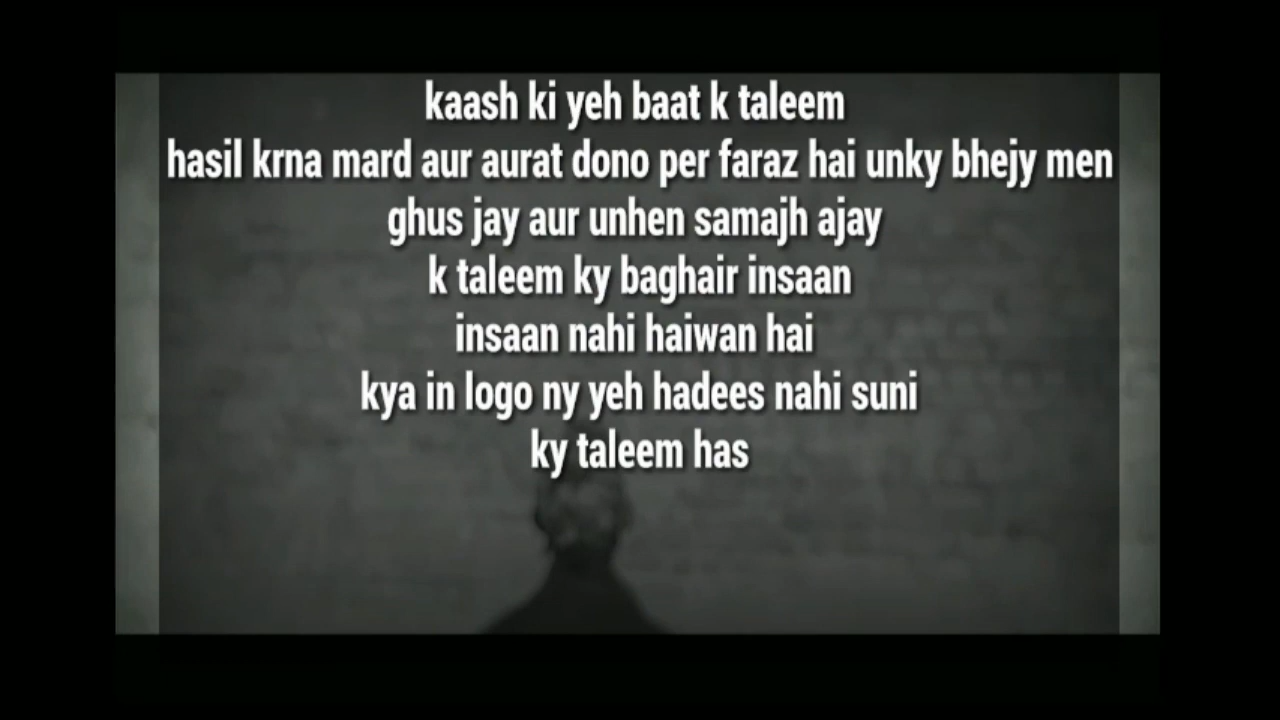 kaash ki yeh baat k taleem
hasil krna mard aur aurat dono per faraz hai unky bhejy men
ghus jay aur unhen samajh ajay
k taleem ky baghair insaan
insaan nahi haiwan hai
kya in logo ny yeh hadees nahi suni
ky taleem has